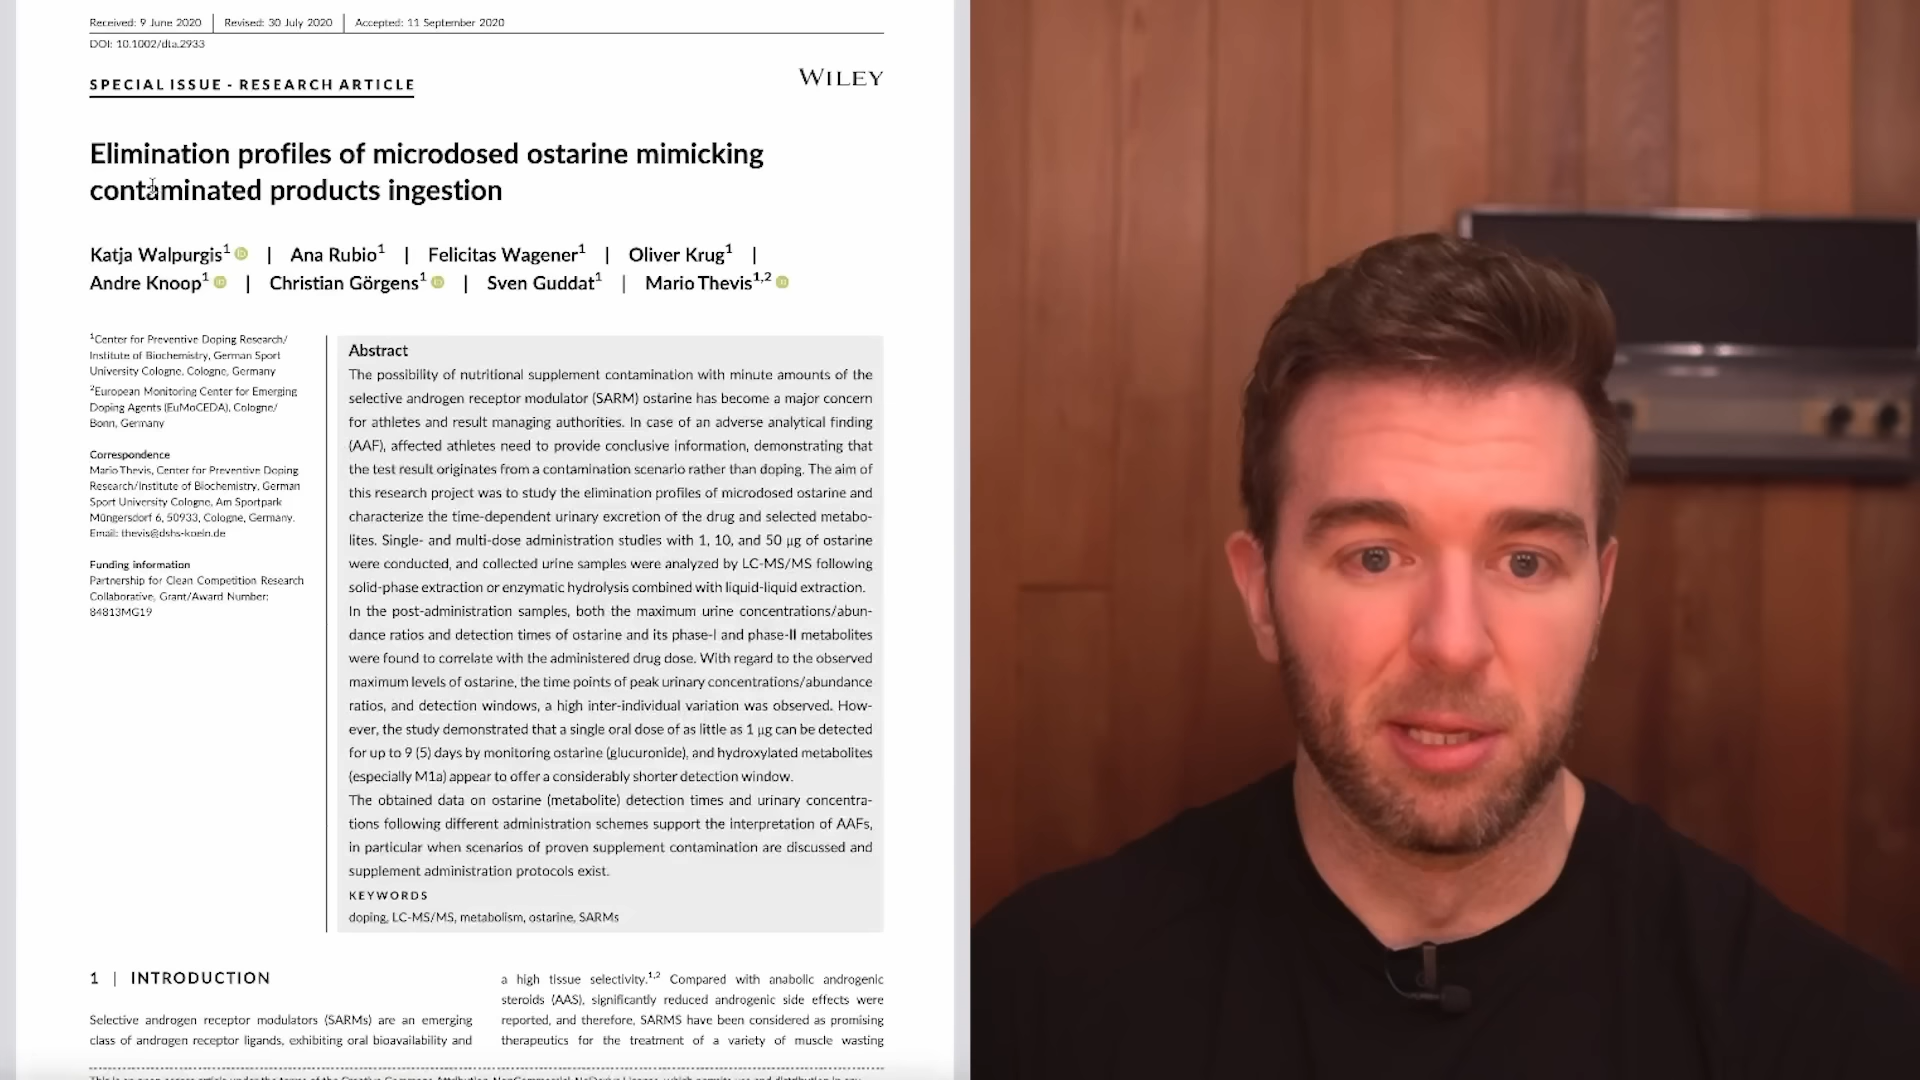 Received: 9 June 2020 Revised: 30 July 2020 Accepted: 11 September 2020
DOI: 10.1002/dta.2933
SPECIAL ISSUE - RESEARCH ARTICLE
WILEY
Elimination profiles of microdosed ostarine mimicking
contaminated products ingestion
Katja Walpurgis1 | Ana Rubio1 | Felicitas Wagener1 | Oliver Krug1 |
Andre Knoop1 | Christian Görgens1 | Sven Guddat1 | Mario Thevis1,2
1Center for Preventive Doping Research/
Institute of Biochemistry, German Sport
University Cologne, Cologne, Germany
2European Monitoring Center for Emerging
Doping Agents (EuMoCEDA), Cologne/
Bonn, Germany
Correspondence
Mario Thevis, Center for Preventive Doping
Research/Institute of Biochemistry, German
Sport University Cologne, Am Sportpark
Müngersdorf 6, 50933, Cologne, Germany.
Email: thevis@dshs-koeln.de
Funding information
Partnership for Clean Competition Research
Collaborative, Grant/Award Number:
84813MG19
Abstract
The possibility of nutritional supplement contamination with minute amounts of the
selective androgen receptor modulator (SARM) ostarine has become a major concern
for athletes and result managing authorities. In case of an adverse analytical finding
(AAF), affected athletes need to provide conclusive information, demonstrating that
the test result originates from a contamination scenario rather than doping. The aim of
this research project was to study the elimination profiles of microdosed ostarine and
characterize the time-dependent urinary excretion of the drug and selected metabo-
lites. Single- and multi-dose administration studies with 1, 10, and 50 μg of ostarine
were conducted, and collected urine samples were analyzed by LC-MS/MS following
solid-phase extraction or enzymatic hydrolysis combined with liquid-liquid extraction.
In the post-administration samples, both the maximum urine concentrations/abun-
dance ratios and detection times of ostarine and its phase-I and phase-II metabolites
were found to correlate with the administered drug dose. With regard to the observed
maximum levels of ostarine, the time points of peak urinary concentrations/abundance
ratios, and detection windows, a high inter-individual variation was observed. How-
ever, the study demonstrated that a single oral dose of as little as 1 μg can be detected
for up to 9 (5) days by monitoring ostarine (glucuronide), and hydroxylated metabolites
(especially M1a) appear to offer a considerably shorter detection window.
The obtained data on ostarine (metabolite) detection times and urinary concentra-
tions following different administration schemes support the interpretation of AAFs,
in particular when scenarios of proven supplement contamination are discussed and
supplement administration protocols exist.
KEYWORDS
doping, LC-MS/MS, metabolism, ostarine, SARMs
1 | INTRODUCTION
Selective androgen receptor modulators (SARMs) are an emerging
class of androgen receptor ligands, exhibiting oral bioavailability and
a high tissue selectivity.1,2 Compared with anabolic androgenic
steroids (AAS), significantly reduced androgenic side effects were
reported, and therefore, SARMS have been considered as promising
therapeutics for the treatment of a variety of muscle wasting